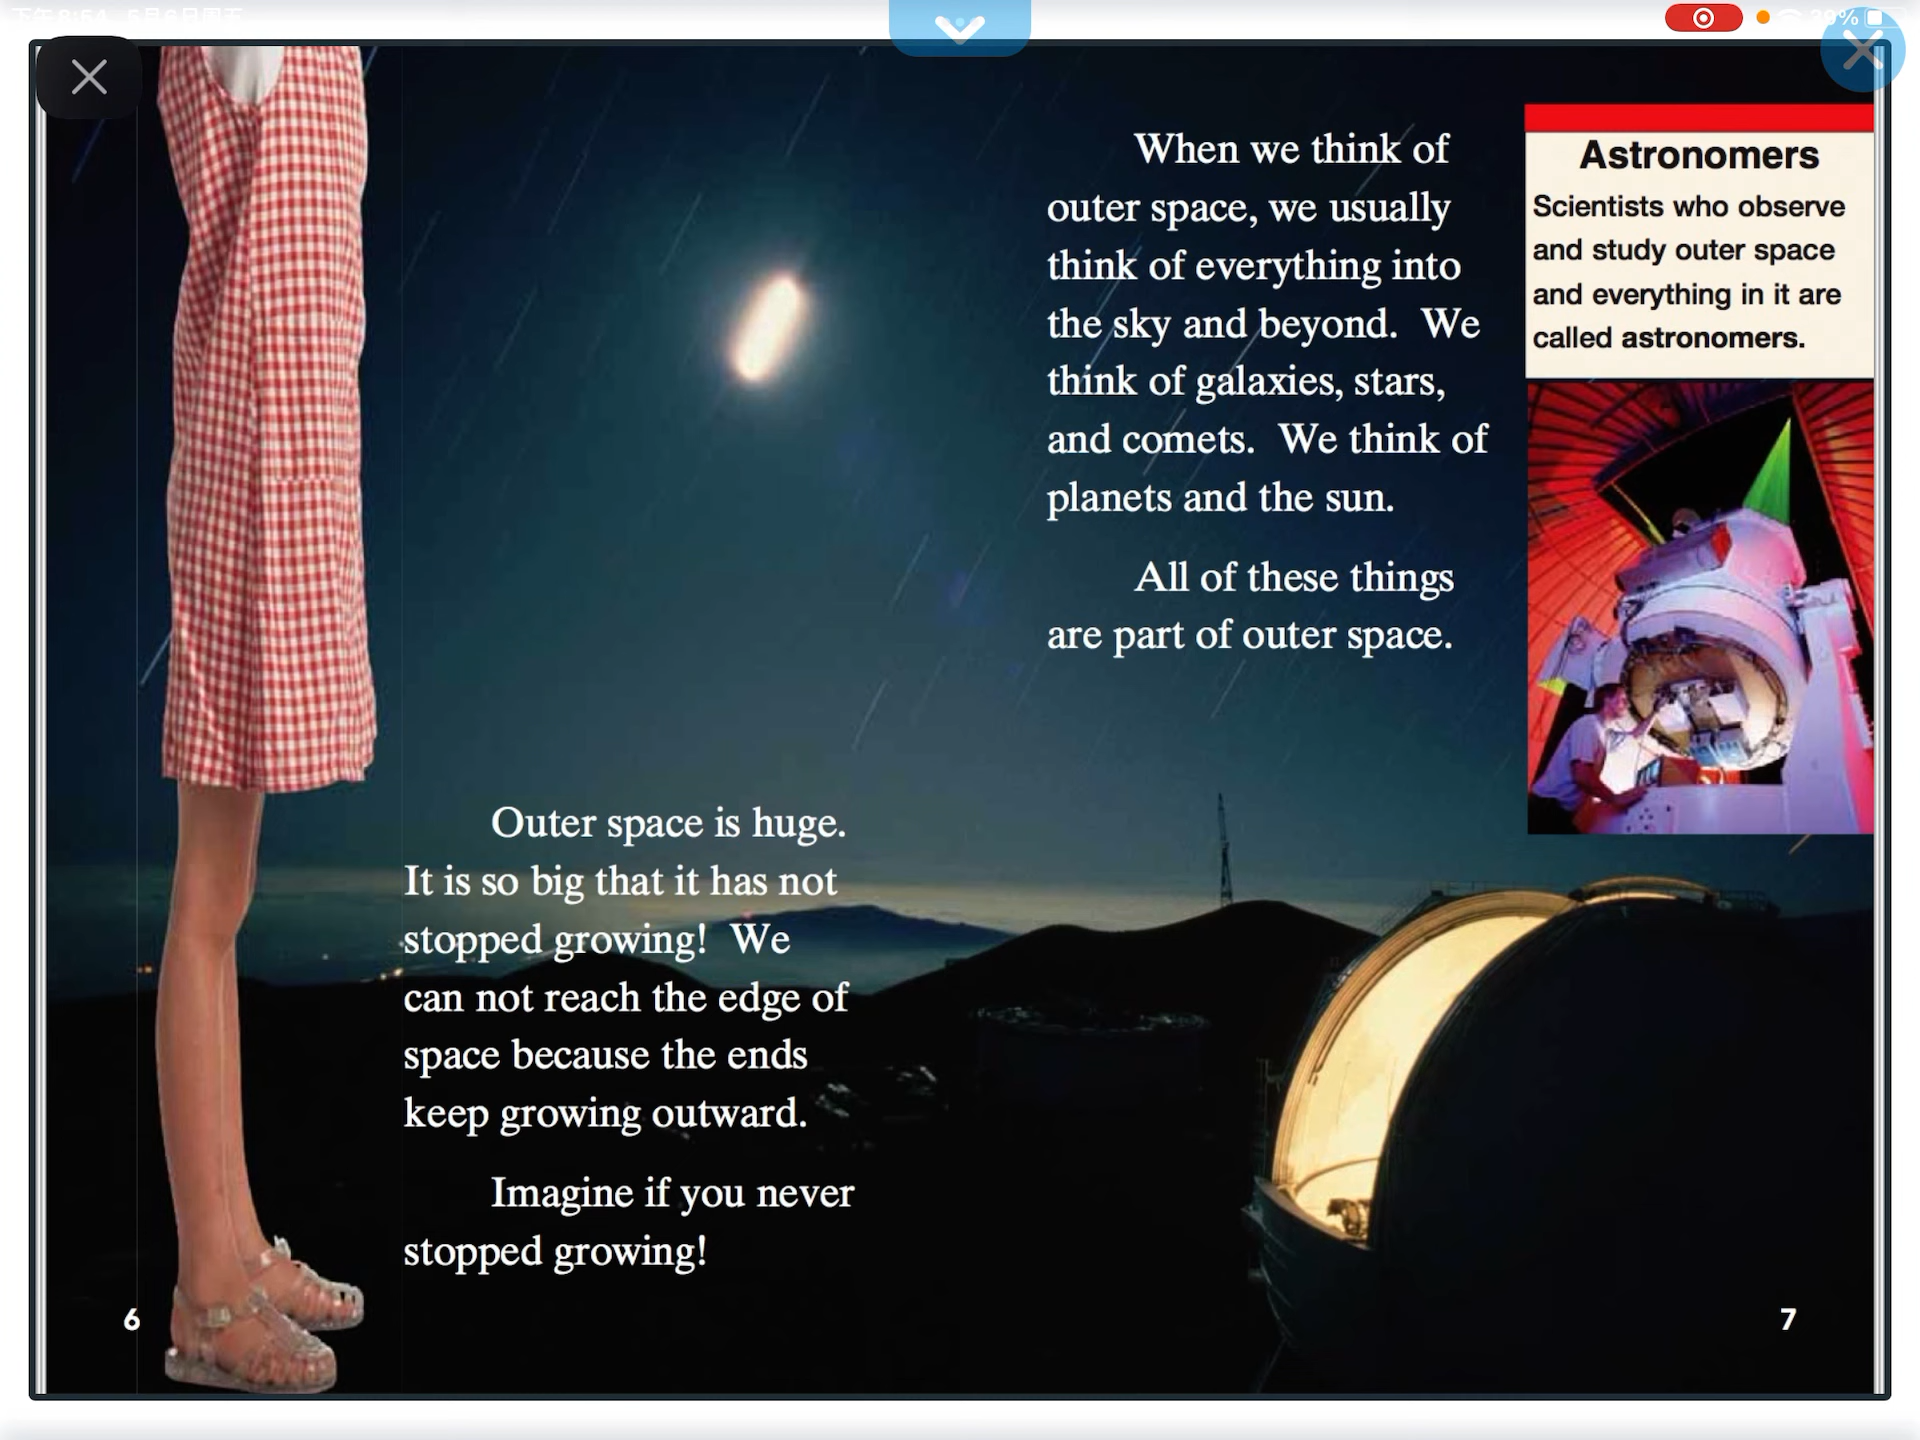 Outer space is huge.
It is so big that it has not
stopped growing!  We
can not reach the edge of
space because the ends
keep growing outward.
Imagine if you never
stopped growing!
6
When we think of
outer space, we usually
think of everything into
the sky and beyond.  We
think of galaxies, stars,
and comets.  We think of
planets and the sun.
All of these things
are part of outer space.
Astronomers
Scientists who observe
and study outer space
and everything in it are
called astronomers.
7